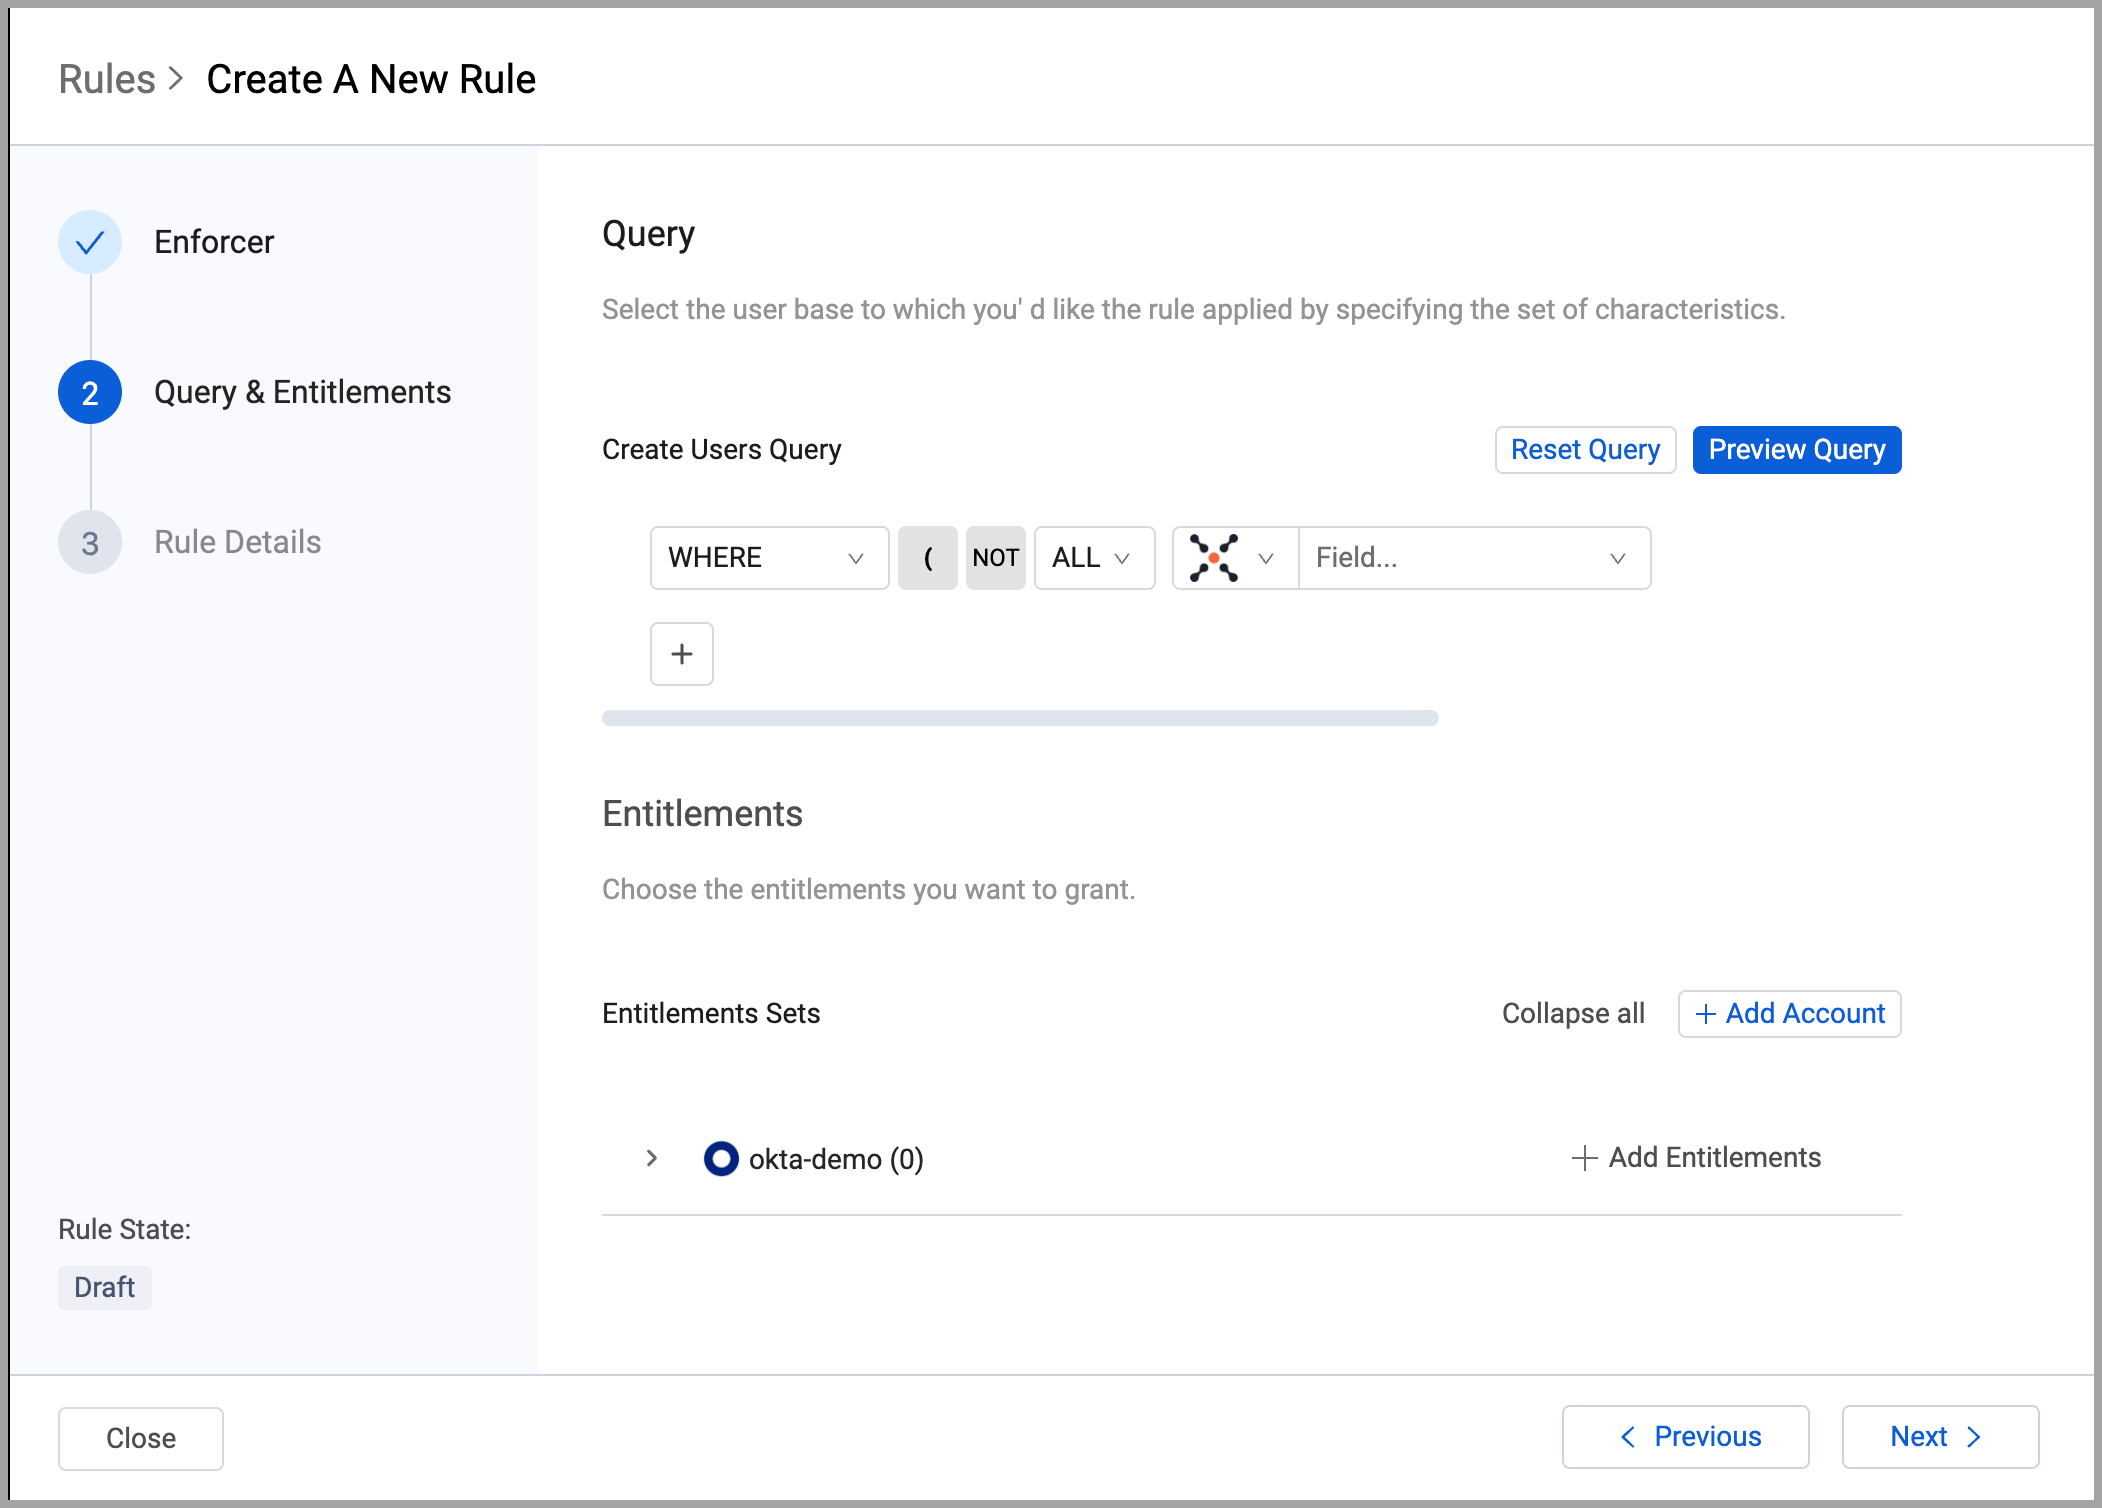 Rules > Create A New Rule
Enforcer
2 Query & Entitlements
3 Rule Details
Rule State:
Draft
Query
Select the user base to which you' d like the rule applied by specifying the set of characteristics.
Create Users Query Reset Query Preview Query
WHERE ( NOT ALL Field...
+
Entitlements
Choose the entitlements you want to grant.
Entitlements Sets Collapse all + Add Account
> okta-demo (0) + Add Entitlements
Close < Previous Next >